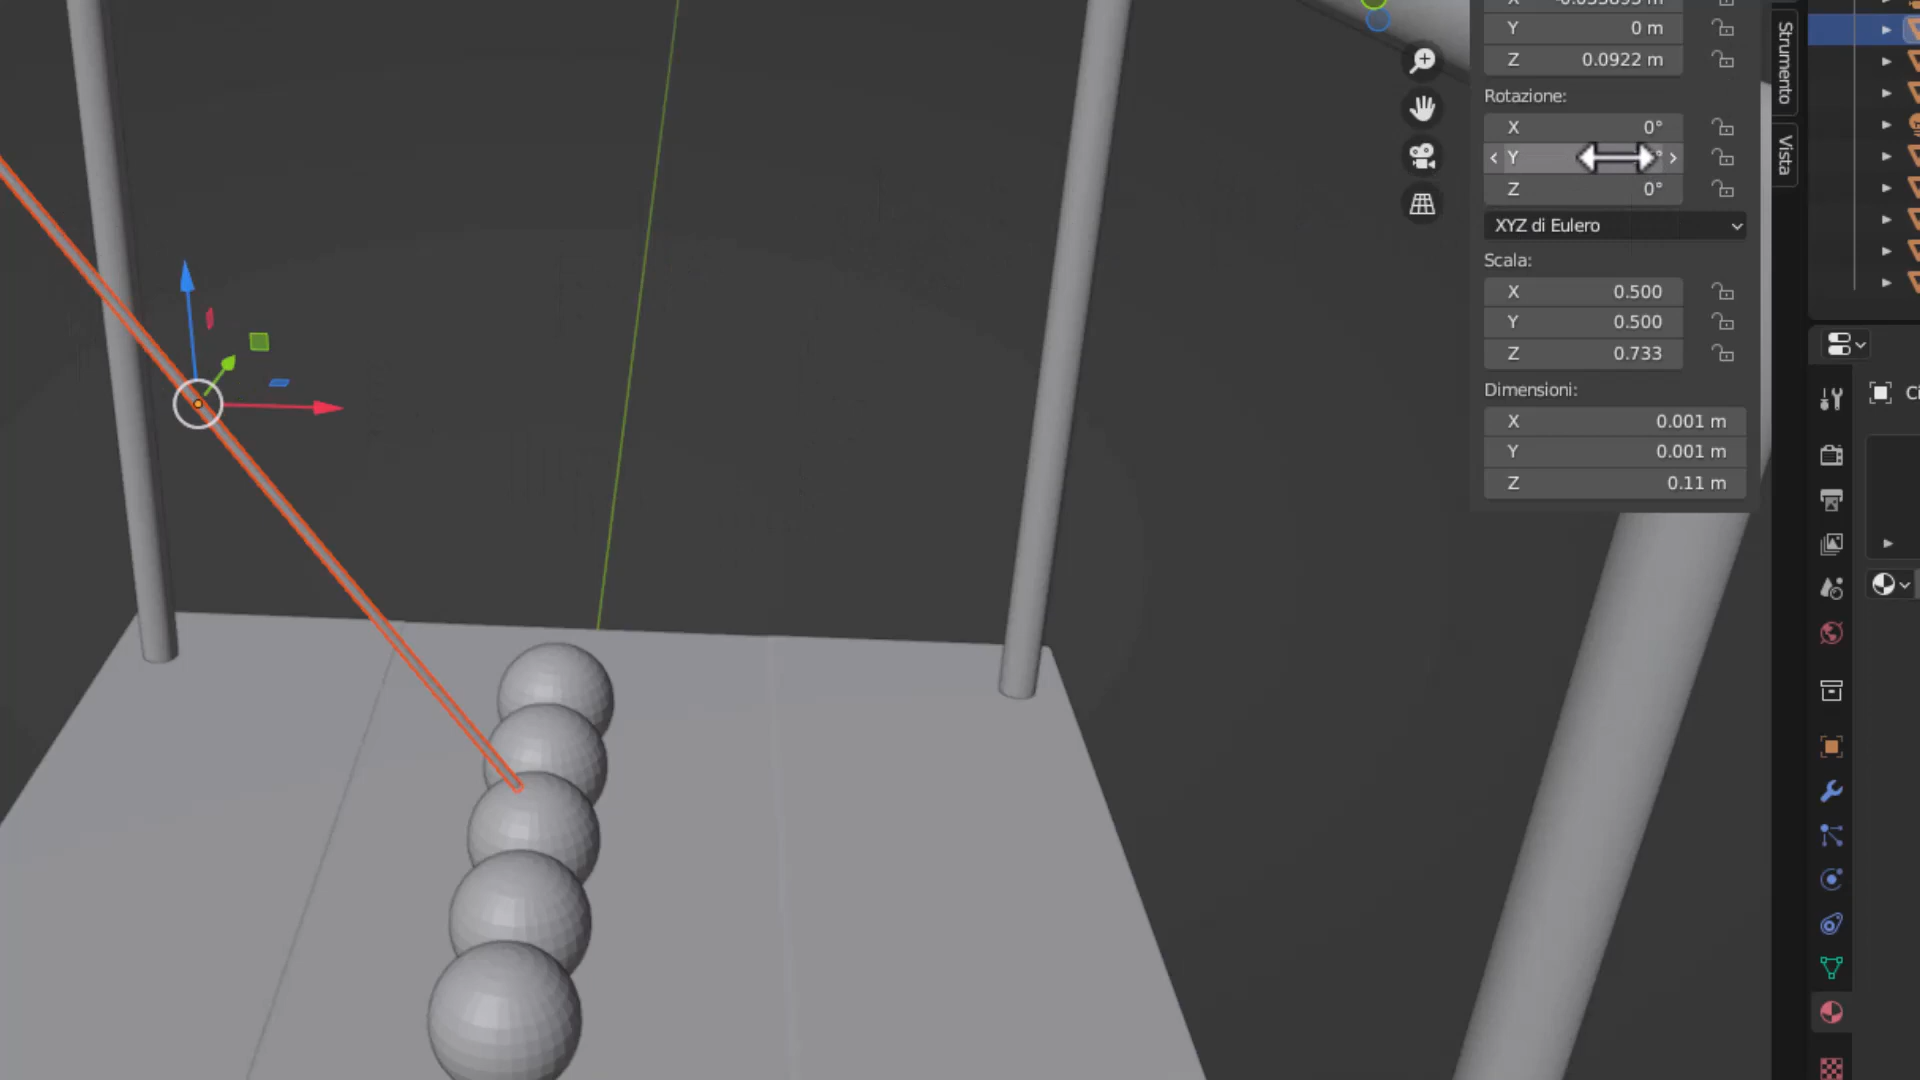 X
Y 0 m
Z 0.0922 m
Rotazione:
X 0°
Y °
Z 0°
XYZ di Eulero
Scala:
X 0.500
Y 0.500
Z 0.733
Dimensioni:
X 0.001 m
Y 0.001 m
Z 0.11 m
Strumento
Vista
Ci